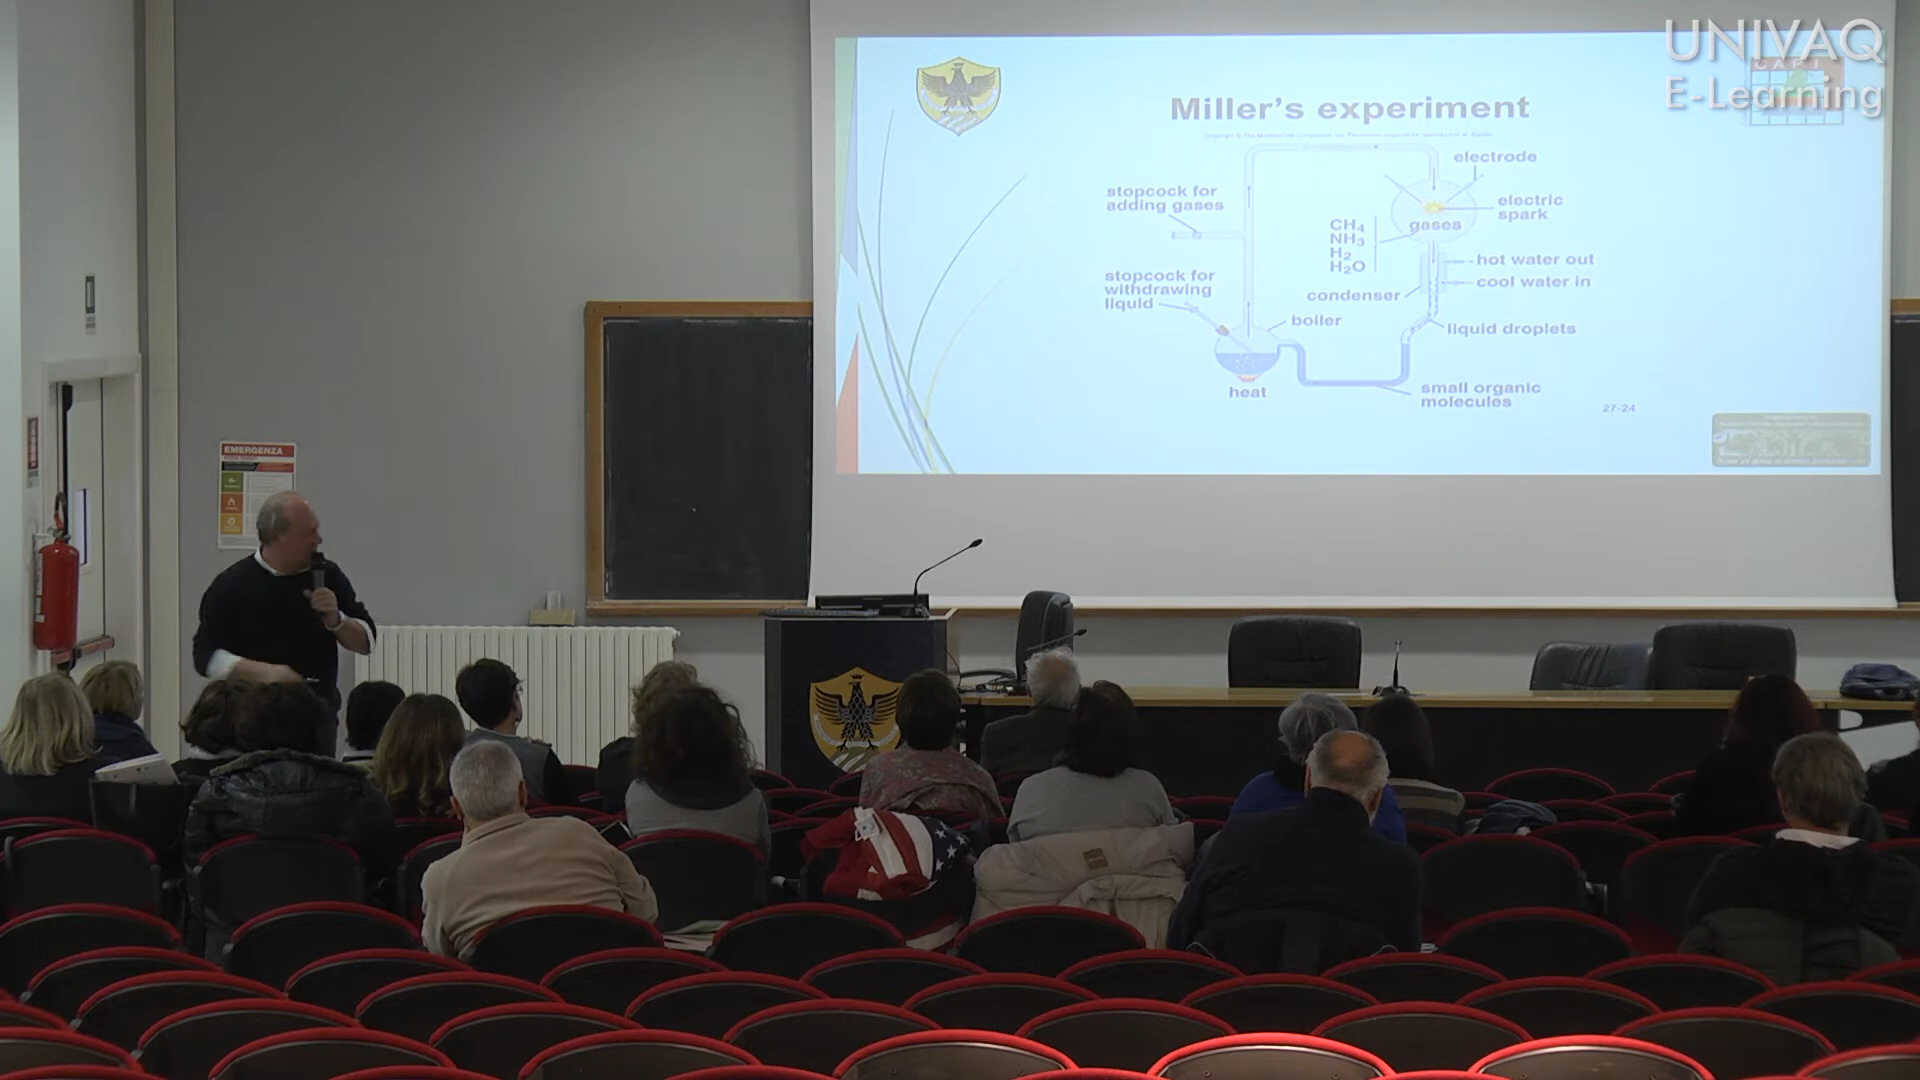 UNIVAQ
E-Learning
LAPI
Miller's experiment
electrode
stopcock for
adding gases
electric
spark
gases
CH4
NH3
H2
H2O
hot water out
cool water in
stopcock for
withdrawing
liquid
condenser
boiler
liquid droplets
heat
small organic
molecules
27-24
EMERGENZA